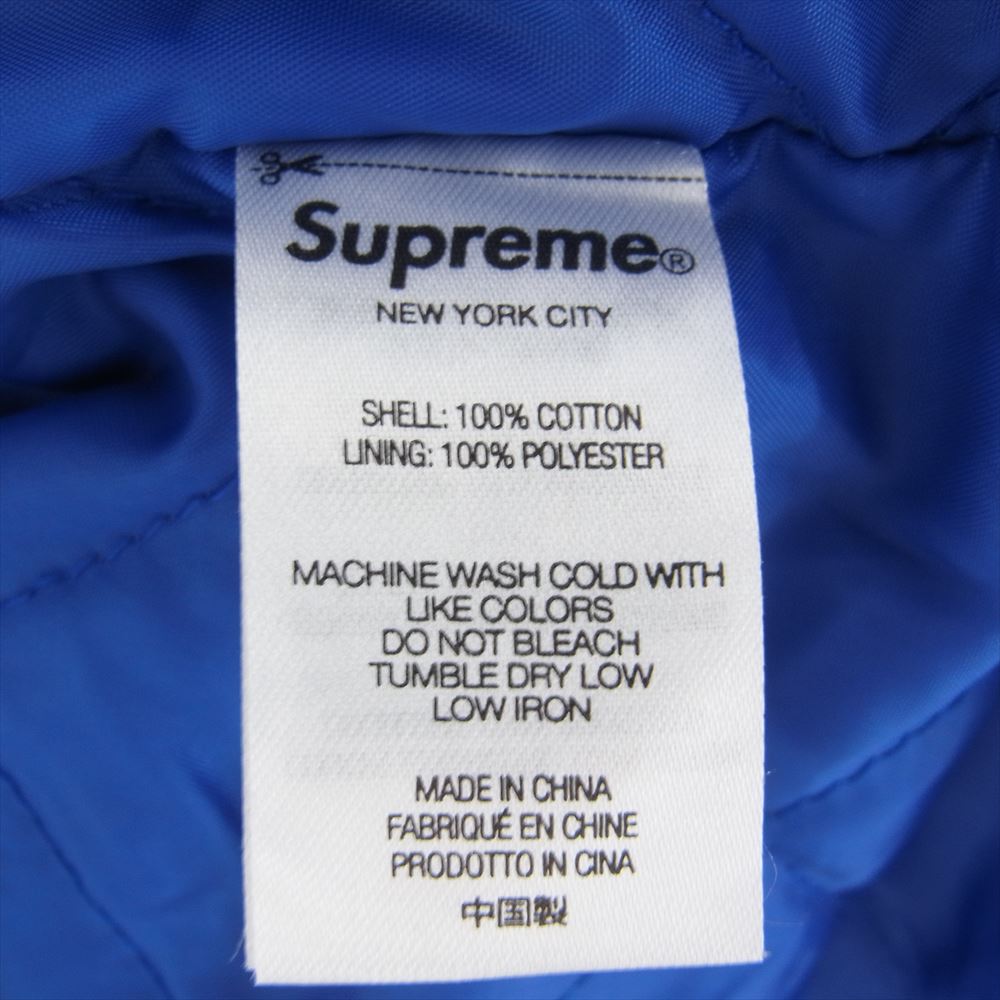 Supreme®
NEW YORK CITY
SHELL: 100% COTTON
LINING: 100% POLYESTER
MACHINE WASH COLD WITH
LIKE COLORS
DO NOT BLEACH
TUMBLE DRY LOW
LOW IRON
MADE IN CHINA
FABRIQUÉ EN CHINE
PRODOTTO IN CINA
中国製